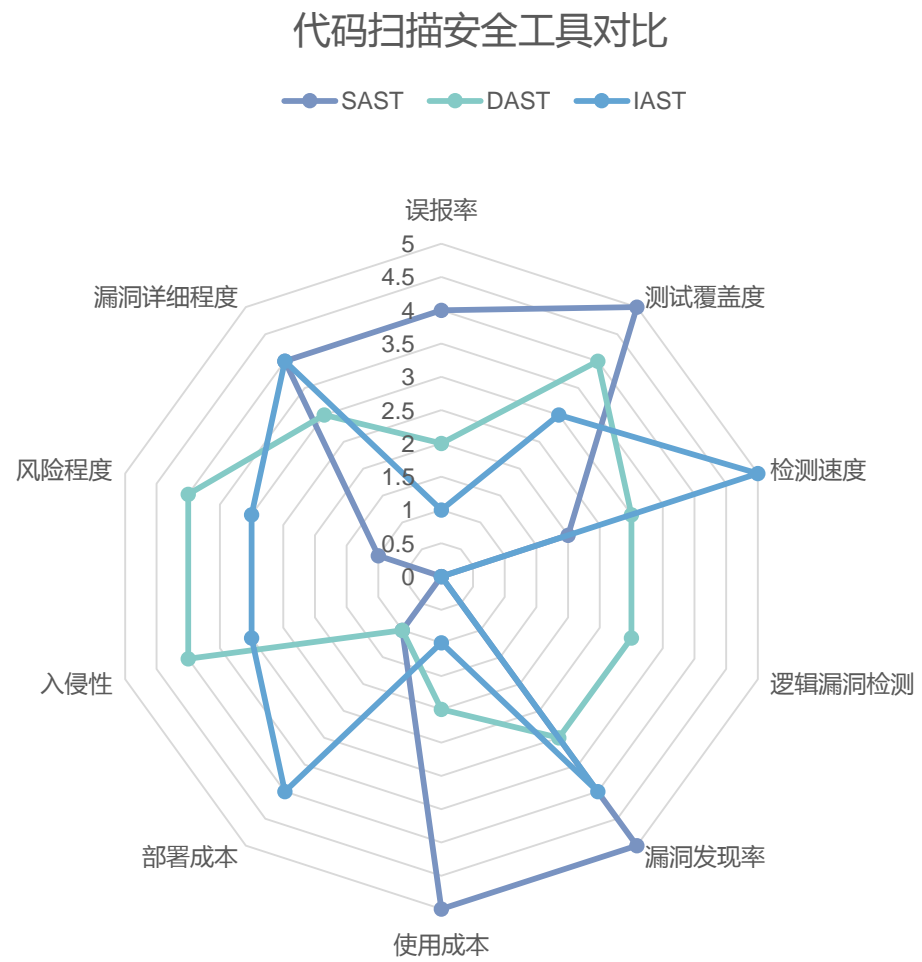 代码扫描安全工具对比
SAST DAST IAST
误报率
5
4.5
4
3.5
3
2.5
2
1.5
1
0.5
0
测试覆盖度
检测速度
逻辑漏洞检测
漏洞发现率
使用成本
部署成本
入侵性
风险程度
漏洞详细程度